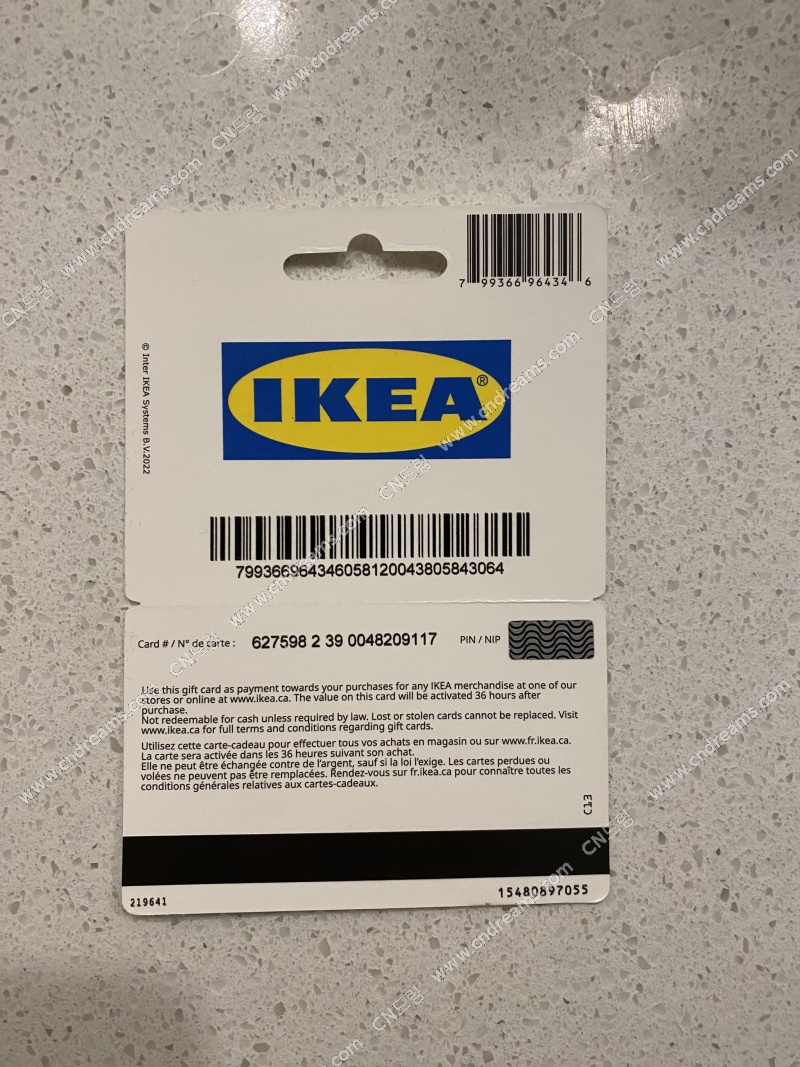 7 99366 96434 6
© Inter IKEA Systems B.V.2022
IKEA®
799366964346058120043805843064
Card # / N° de carte : 627598 2 39 0048209117 PIN / NIP
Use this gift card as payment towards your purchases for any IKEA merchandise at one of our
stores or online at www.ikea.ca. The value on this card will be activated 36 hours after
purchase.
Not redeemable for cash unless required by law. Lost or stolen cards cannot be replaced. Visit
www.ikea.ca for full terms and conditions regarding gift cards.
Utilisez cette carte-cadeau pour effectuer tous vos achats en magasin ou sur www.fr.ikea.ca.
La carte sera activée dans les 36 heures suivant son achat.
Elle ne peut être échangée contre de l'argent, sauf si la loi l'exige. Les cartes perdues ou
volées ne peuvent pas être remplacées. Rendez-vous sur fr.ikea.ca pour connaître toutes les
conditions générales relatives aux cartes-cadeaux.
219641
15480897055
CN드림 www.cndreams.com